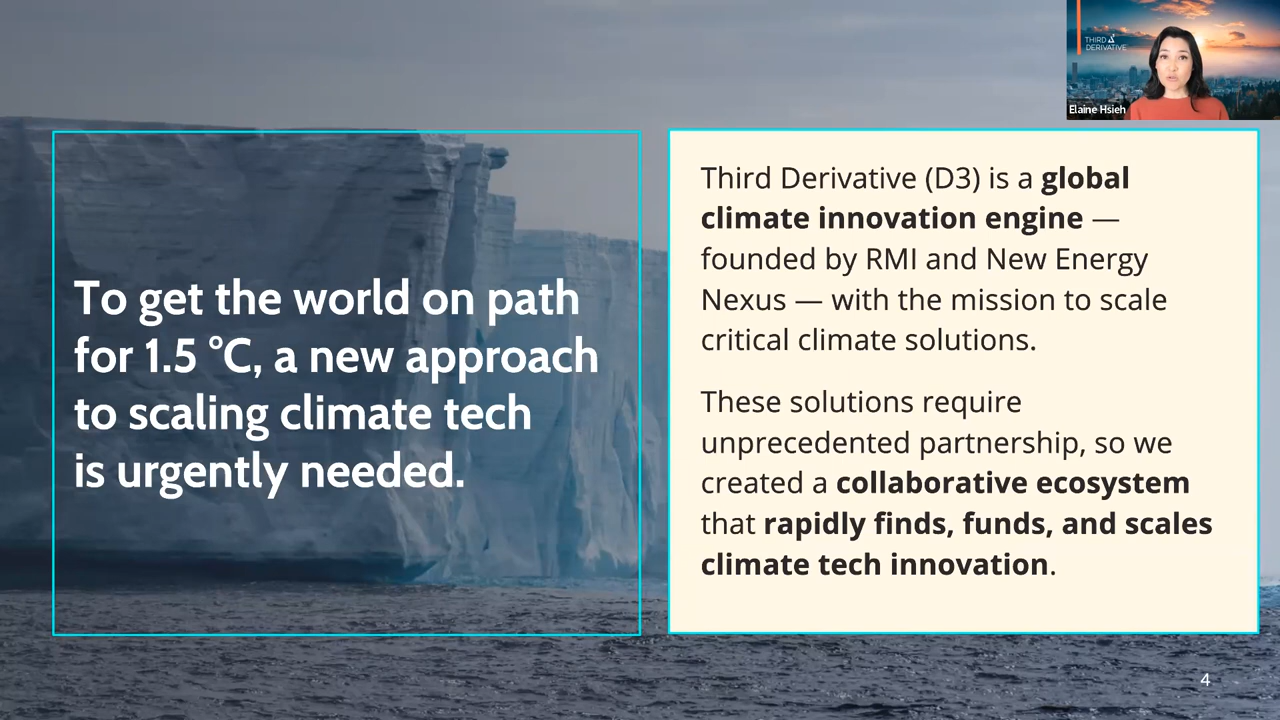 THIRD
DERIVATIVE
Elaine Hsieh
To get the world on path
for 1.5 °C, a new approach
to scaling climate tech
is urgently needed.
Third Derivative (D3) is a global
climate innovation engine —
founded by RMI and New Energy
Nexus — with the mission to scale
critical climate solutions.
These solutions require
unprecedented partnership, so we
created a collaborative ecosystem
that rapidly finds, funds, and scales
climate tech innovation.
4